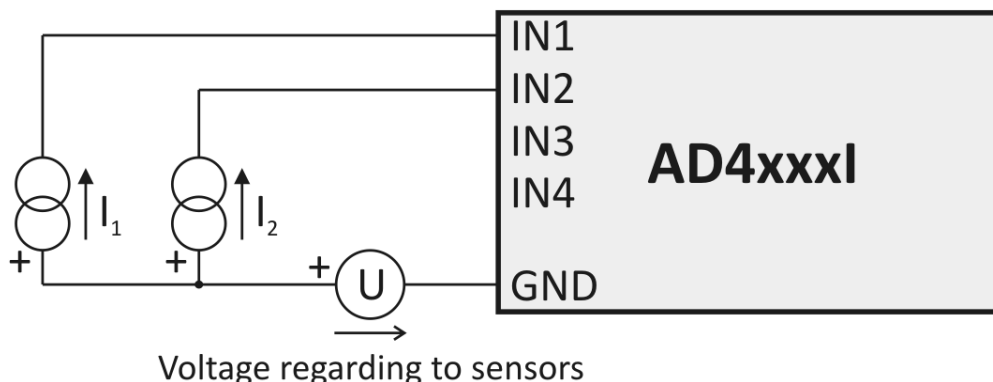 IN1
IN2
IN3
IN4
AD4xxxI
I₁
I₂
+
+
+
U
GND
Voltage regarding to sensors